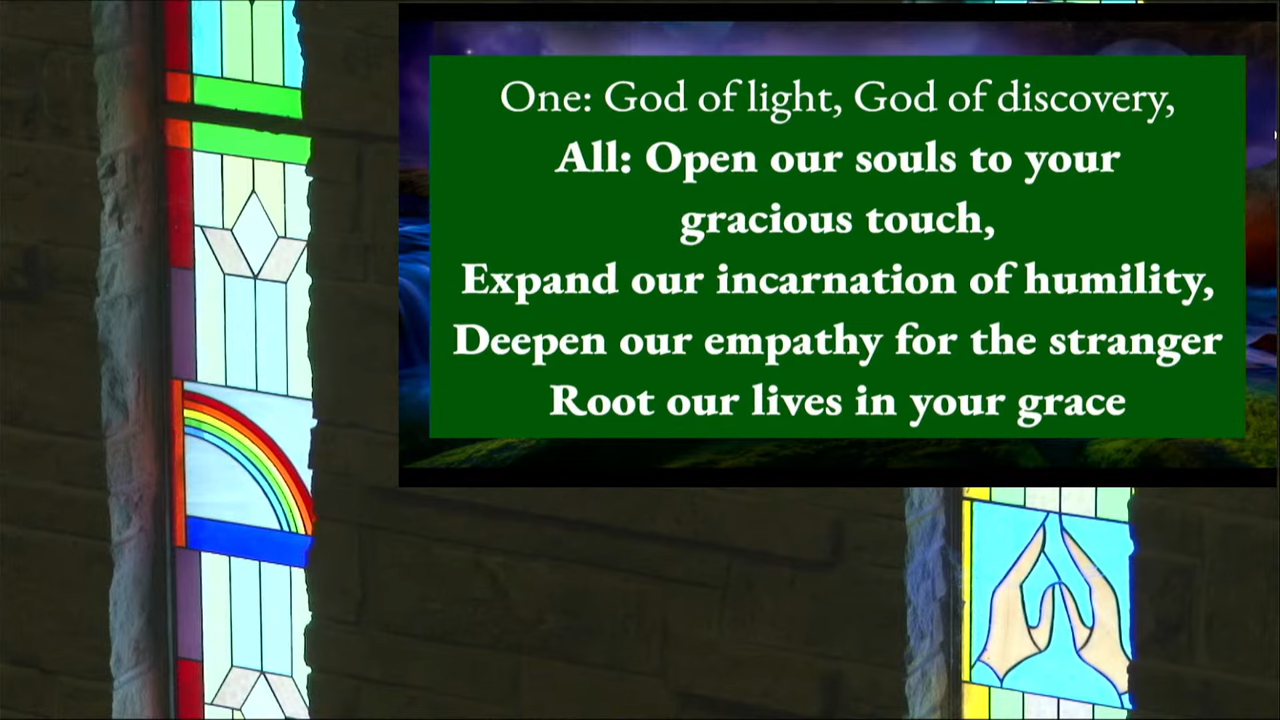 One: God of light, God of discovery,
All: Open our souls to your
gracious touch,
Expand our incarnation of humility,
Deepen our empathy for the stranger
Root our lives in your grace